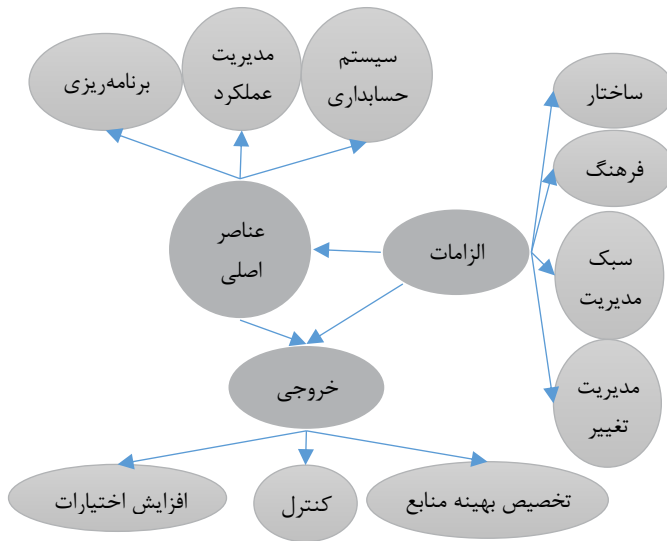 سیستم
حسابداری
مدیریت
عملکرد
برنامه‌ریزی
ساختار
فرهنگ
سبک
مدیریت
مدیریت
تغییر
الزامات
عناصر
اصلی
خروجی
تخصیص بهینه منابع
کنترل
افزایش اختیارات